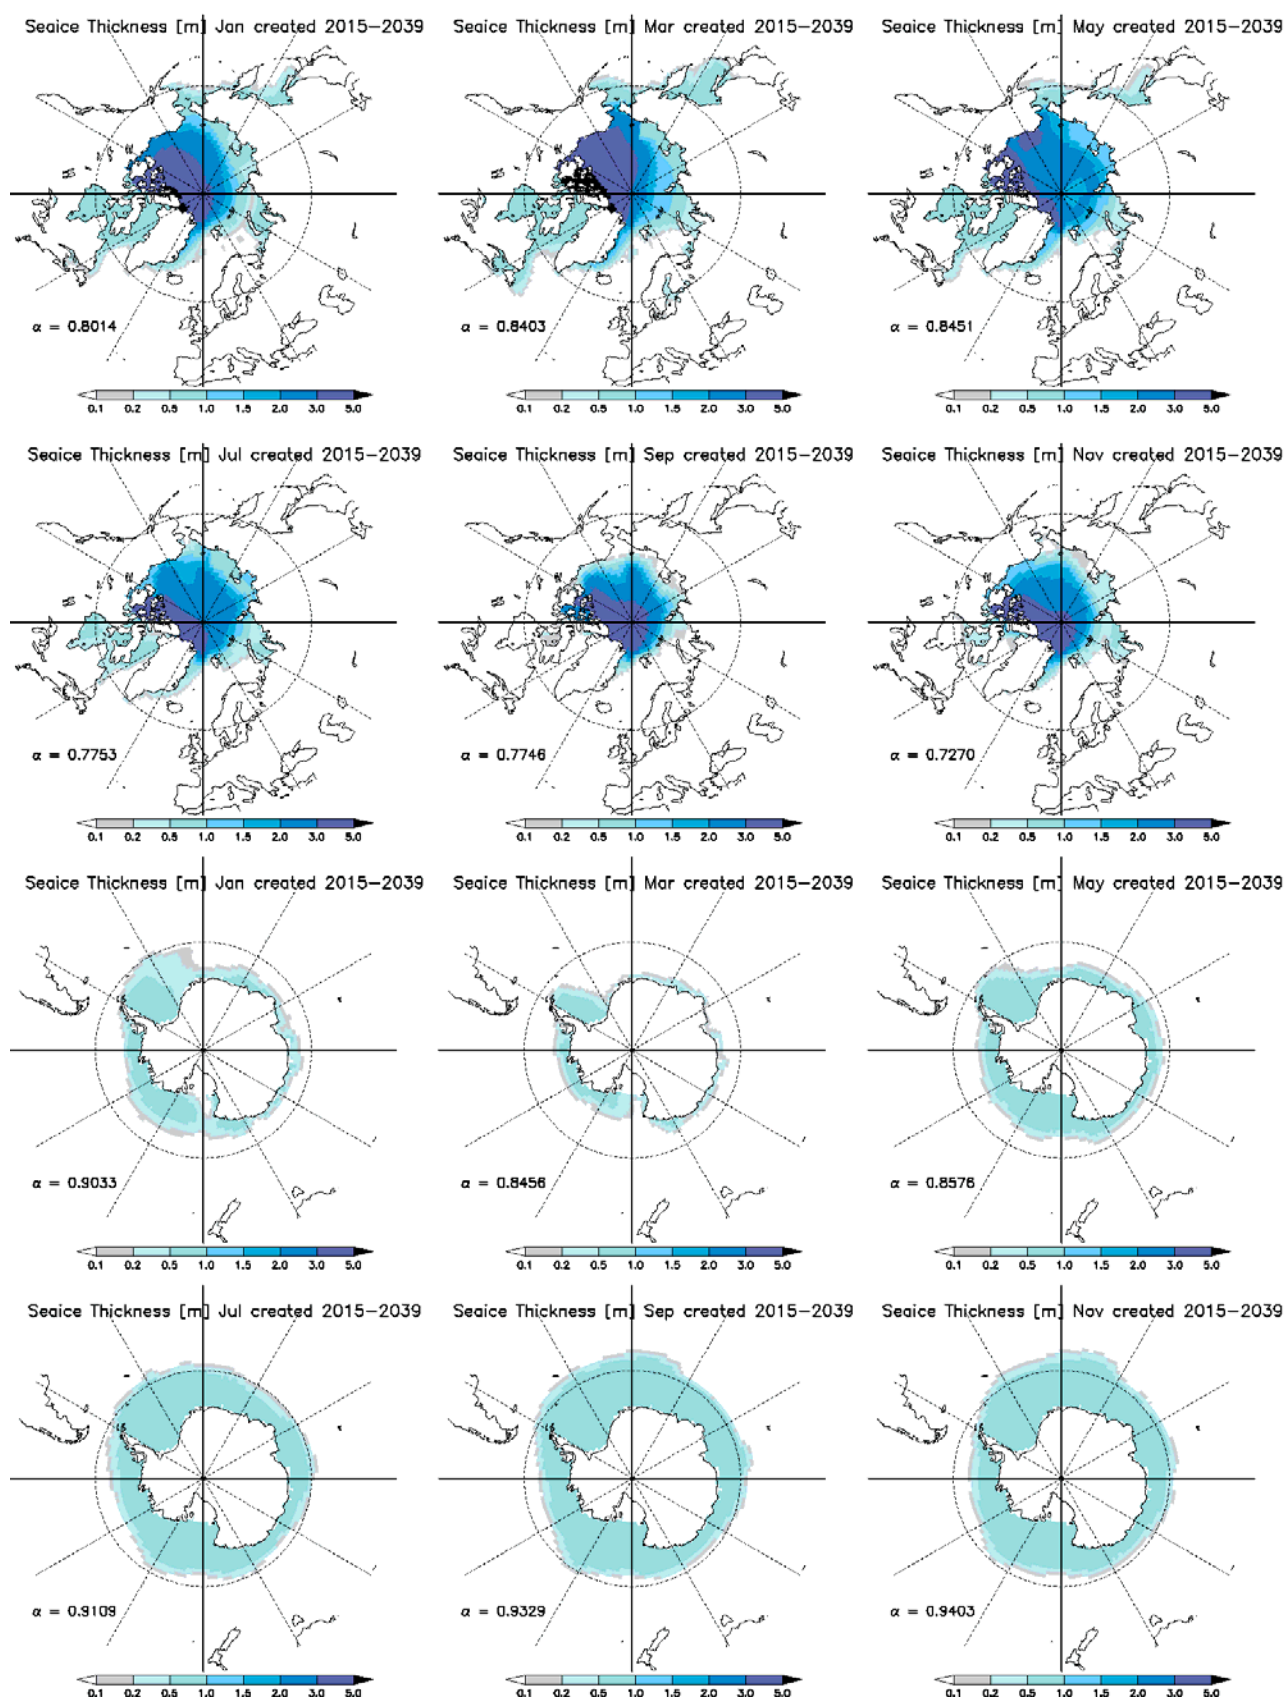 Seaice Thickness [m] Jan created 2015-2039
Seaice Thickness [m] Mar created 2015-2039
Seaice Thickness [m] May created 2015-2039
α = 0.8014
α = 0.8403
α = 0.8451
0.1 0.2 0.5 1.0 1.5 2.0 3.0 5.0
0.1 0.2 0.5 1.0 1.5 2.0 3.0 5.0
0.1 0.2 0.5 1.0 1.5 2.0 3.0 5.0
Seaice Thickness [m] Jul created 2015-2039
Seaice Thickness [m] Sep created 2015-2039
Seaice Thickness [m] Nov created 2015-2039
α = 0.7753
α = 0.7746
α = 0.7270
0.1 0.2 0.5 1.0 1.5 2.0 3.0 5.0
0.1 0.2 0.5 1.0 1.5 2.0 3.0 5.0
0.1 0.2 0.5 1.0 1.5 2.0 3.0 5.0
Seaice Thickness [m] Jan created 2015-2039
Seaice Thickness [m] Mar created 2015-2039
Seaice Thickness [m] May created 2015-2039
α = 0.9033
α = 0.8456
α = 0.8576
0.1 0.2 0.5 1.0 1.5 2.0 3.0 5.0
0.1 0.2 0.5 1.0 1.5 2.0 3.0 5.0
0.1 0.2 0.5 1.0 1.5 2.0 3.0 5.0
Seaice Thickness [m] Jul created 2015-2039
Seaice Thickness [m] Sep created 2015-2039
Seaice Thickness [m] Nov created 2015-2039
α = 0.9109
α = 0.9329
α = 0.9403
0.1 0.2 0.5 1.0 1.5 2.0 3.0 5.0
0.1 0.2 0.5 1.0 1.5 2.0 3.0 5.0
0.1 0.2 0.5 1.0 1.5 2.0 3.0 5.0